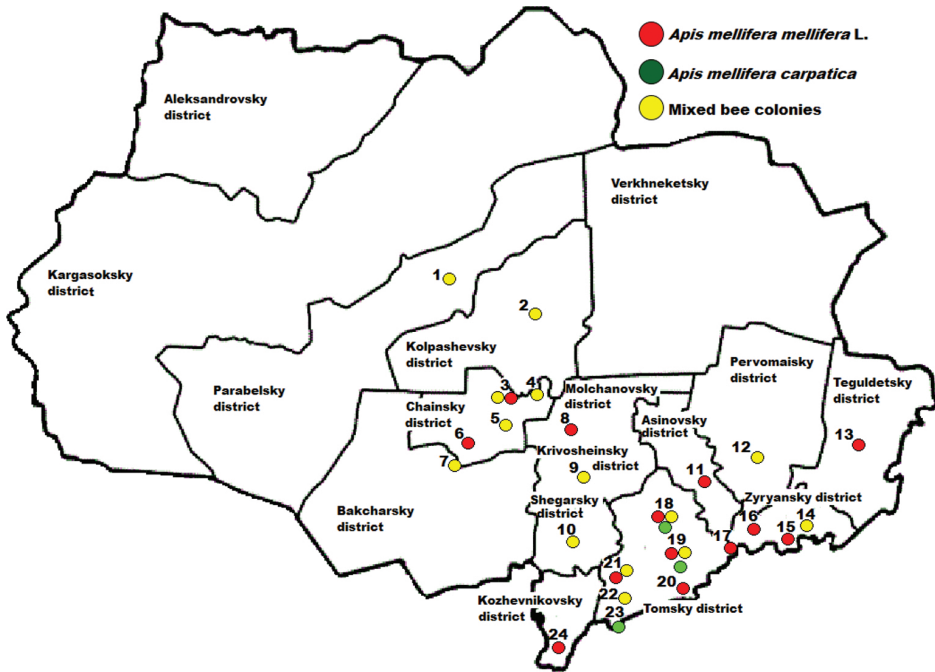 Apis mellifera mellifera L.
Apis mellifera carpatica
Mixed bee colonies
Aleksandrovsky
district
Verkhneketsky
district
Kargasoksky
district
1
2
Kolpashevsky
district
Pervomaisky
district
Parabelsky
district
Teguldetsky
district
3
4
Molchanovsky
district
Chainsky
district
5
6
7
8
Asinovsky
district
13
12
Krivosheinsky
district
9
11
Bakcharsky
district
Shegarsky
district
10
Zyryansky district
18
16
15
14
17
19
21
20
22
Kozhevnikovsky
district
23
Tomsky district
24